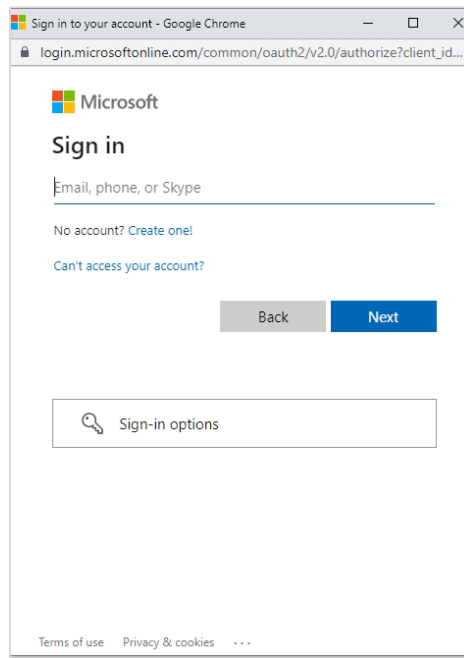 Sign in to your account - Google Chrome
login.microsoftonline.com/common/oauth2/v2.0/authorize?client_id...
Microsoft
Sign in
Email, phone, or Skype
No account? Create one!
Can't access your account?
Back Next
Sign-in options
Terms of use Privacy & cookies ...